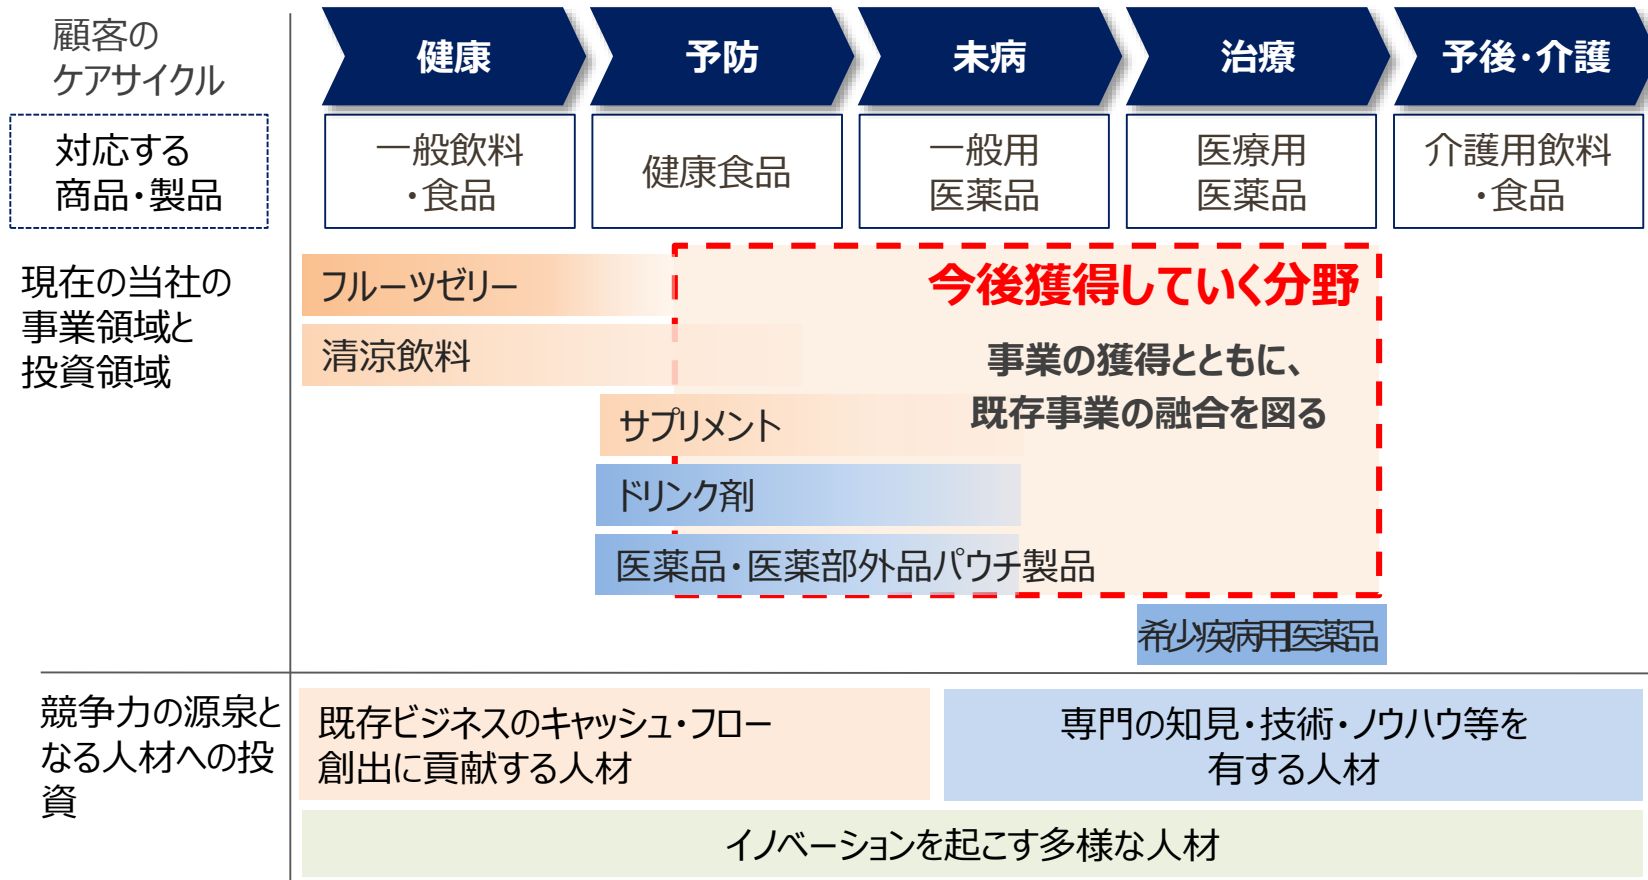 顧客の
ケアサイクル
健康
予防
未病
治療
予後・介護
対応する
商品・製品
一般飲料
・食品
健康食品
一般用
医薬品
医療用
医薬品
介護用飲料
・食品
現在の当社の
事業領域と
投資領域
フルーツゼリー
清涼飲料
サプリメント
ドリンク剤
医薬品・医薬部外品パウチ製品
希少疾病用医薬品
今後獲得していく分野
事業の獲得とともに、
既存事業の融合を図る
競争力の源泉と
なる人材への投
資
既存ビジネスのキャッシュ・フロー
創出に貢献する人材
専門の知見・技術・ノウハウ等を
有する人材
イノベーションを起こす多様な人材